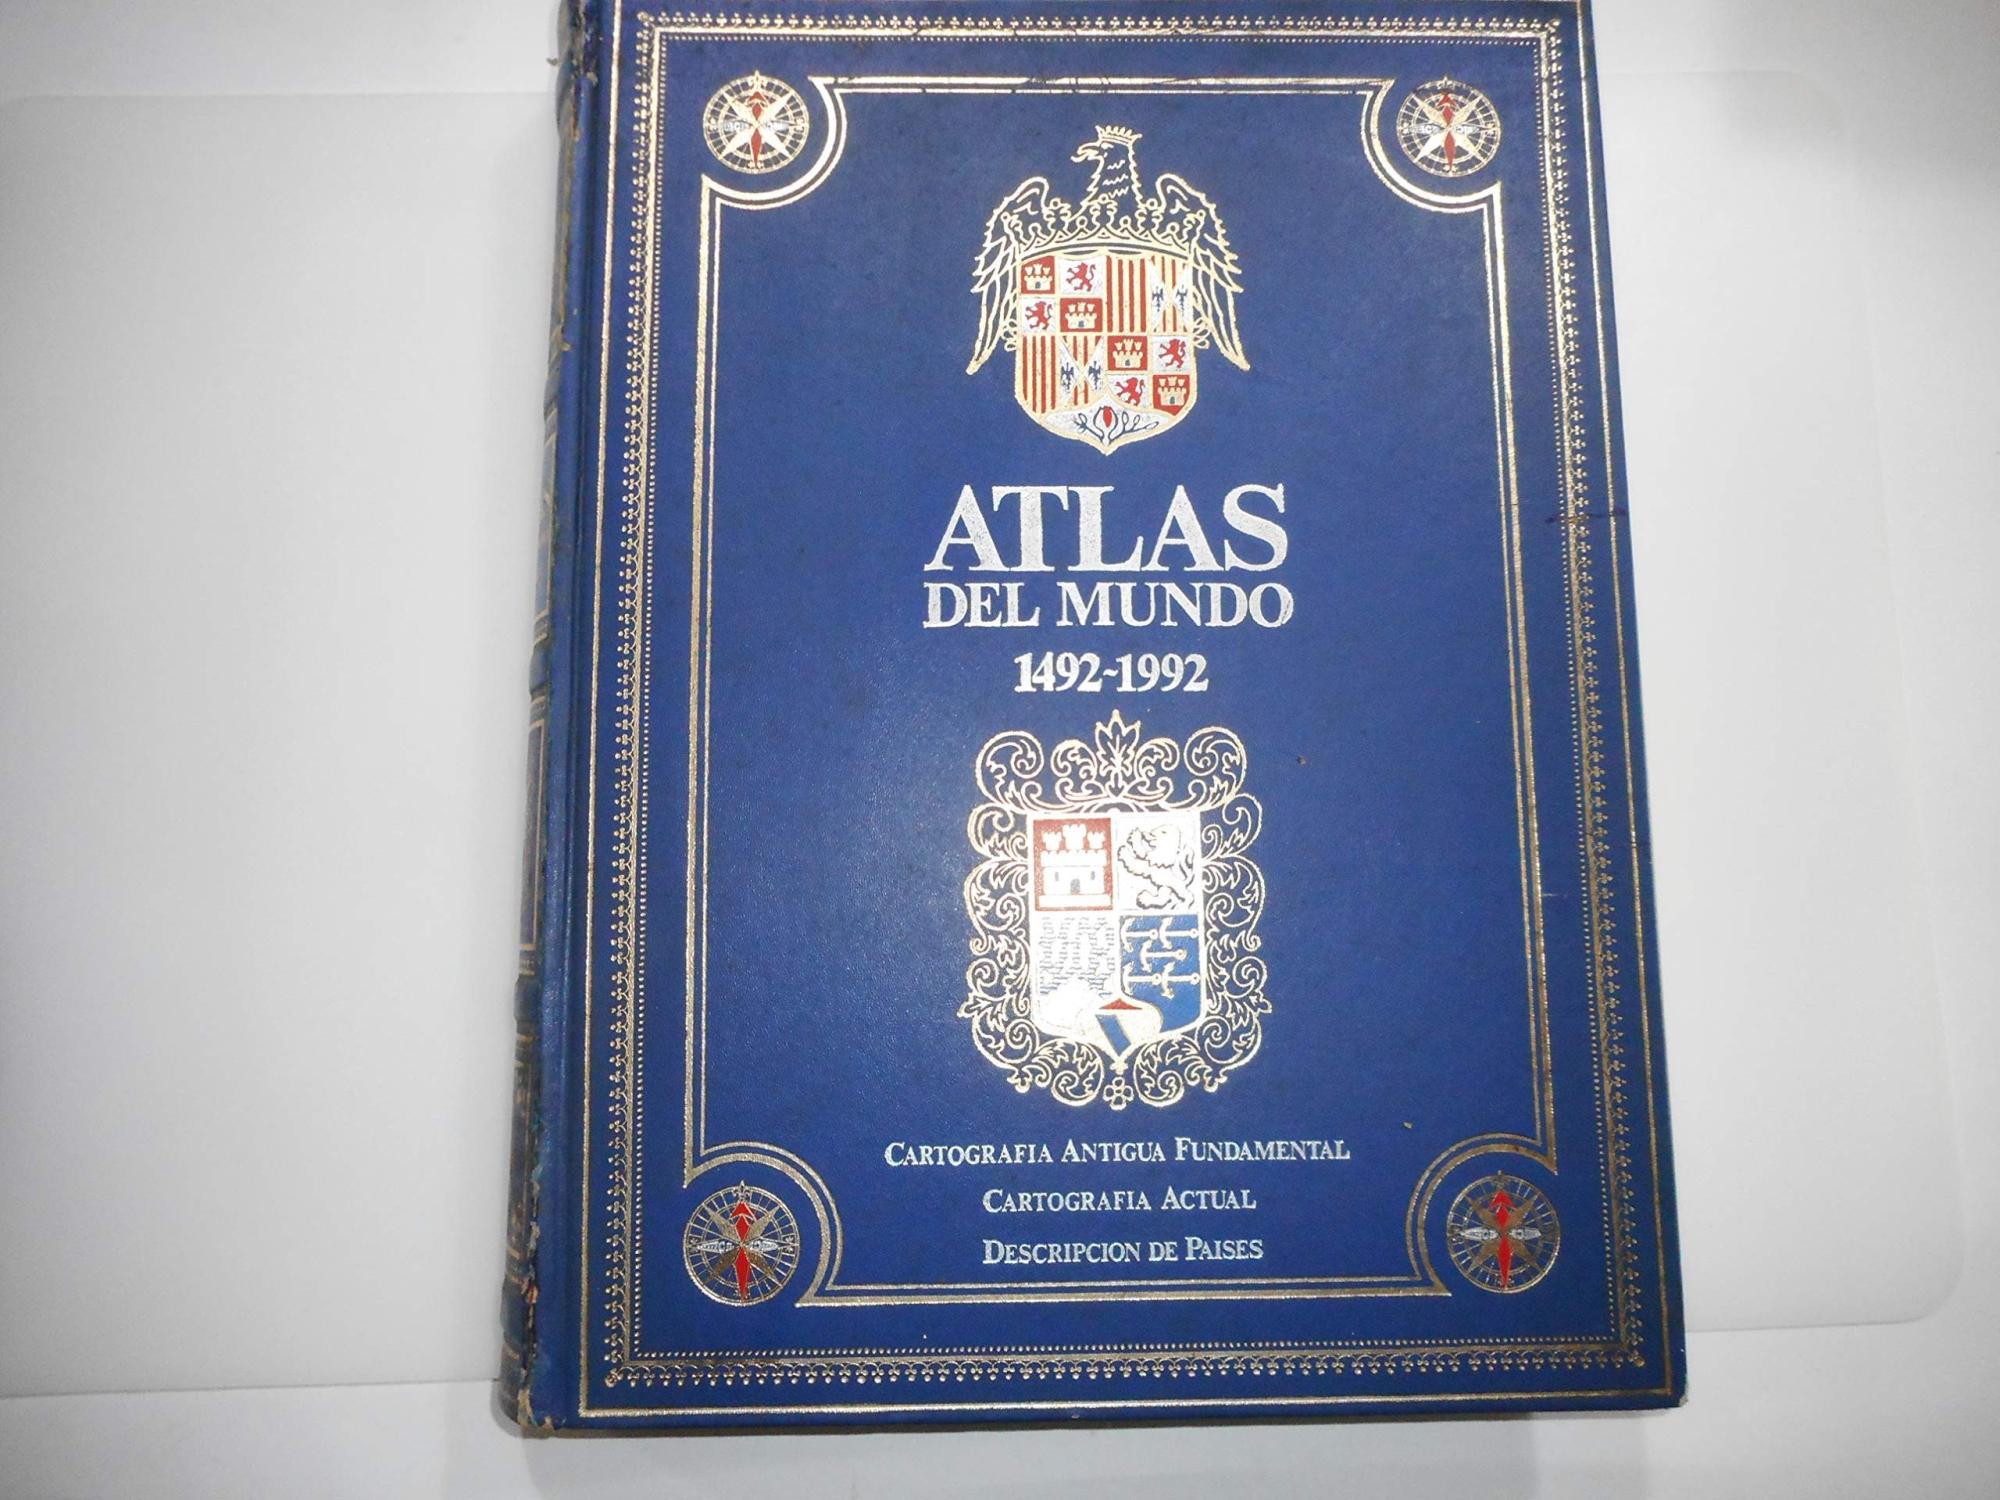 ATLAS
DEL MUNDO
1492-1992
CARTOGRAFIA ANTIGUA FUNDAMENTAL
CARTOGRAFIA ACTUAL
DESCRIPCION DE PAISES